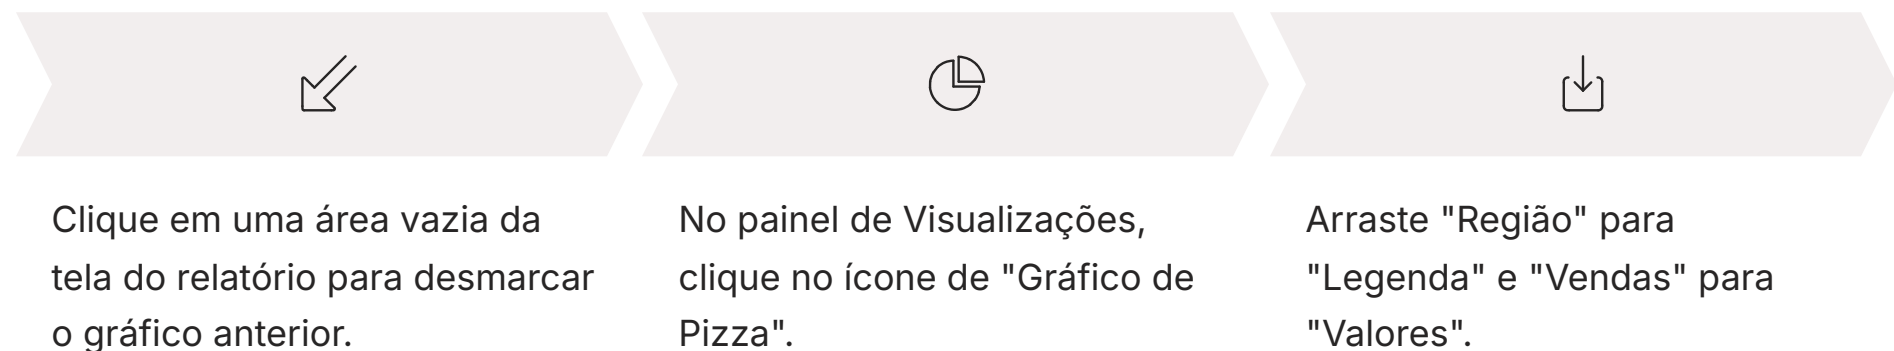 Clique em uma área vazia da
tela do relatório para desmarcar
o gráfico anterior.
No painel de Visualizações,
clique no ícone de "Gráfico de
Pizza".
Arraste "Região" para
"Legenda" e "Vendas" para
"Valores".